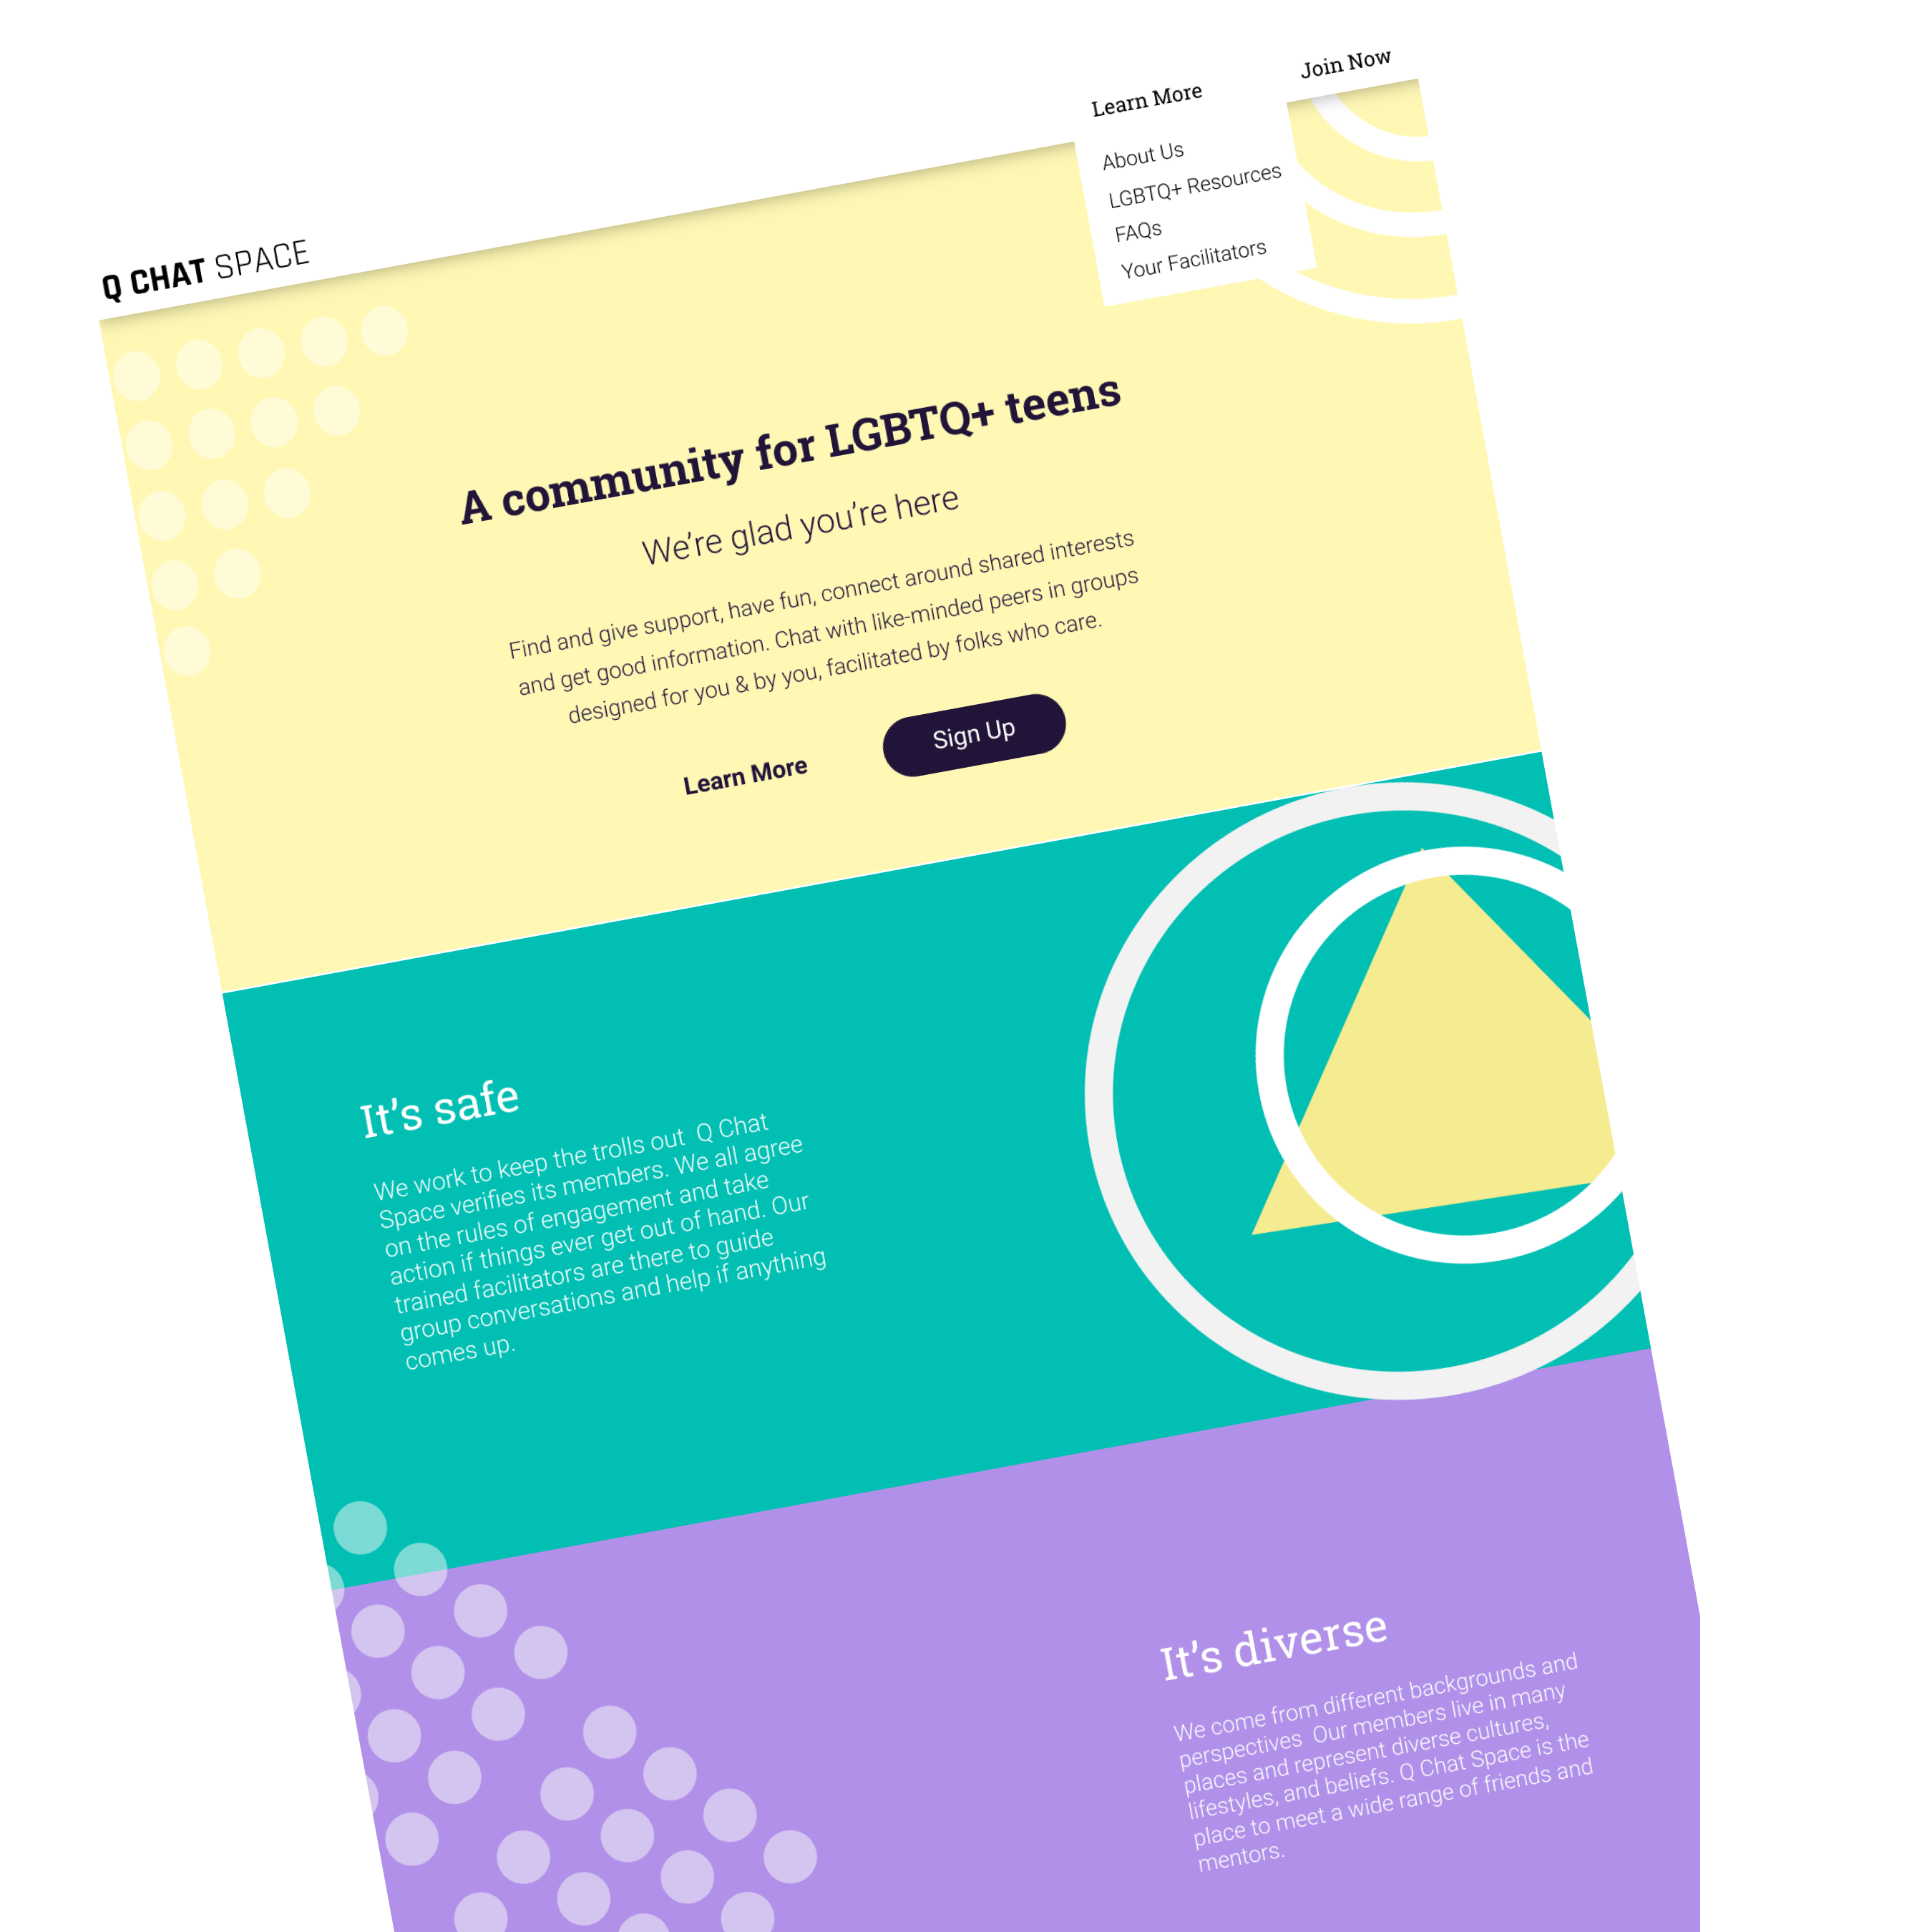 Join Now
Learn More
About Us
LGBTQ+ Resources
FAQs
Your Facilitators
Q CHAT SPACE
A community for LGBTQ+ teens
We’re glad you’re here
Find and give support, have fun, connect around shared interests
and get good information. Chat with like-minded peers in groups
designed for you & by you, facilitated by folks who care.
Learn More
Sign Up
It’s safe
We work to keep the trolls out  Q Chat
Space verifies its members. We all agree
on the rules of engagement and take
action if things ever get out of hand. Our
trained facilitators are there to guide
group conversations and help if anything
comes up.
It’s diverse
We come from different backgrounds and
perspectives  Our members live in many
places and represent diverse cultures,
lifestyles, and beliefs. Q Chat Space is the
place to meet a wide range of friends and
mentors.